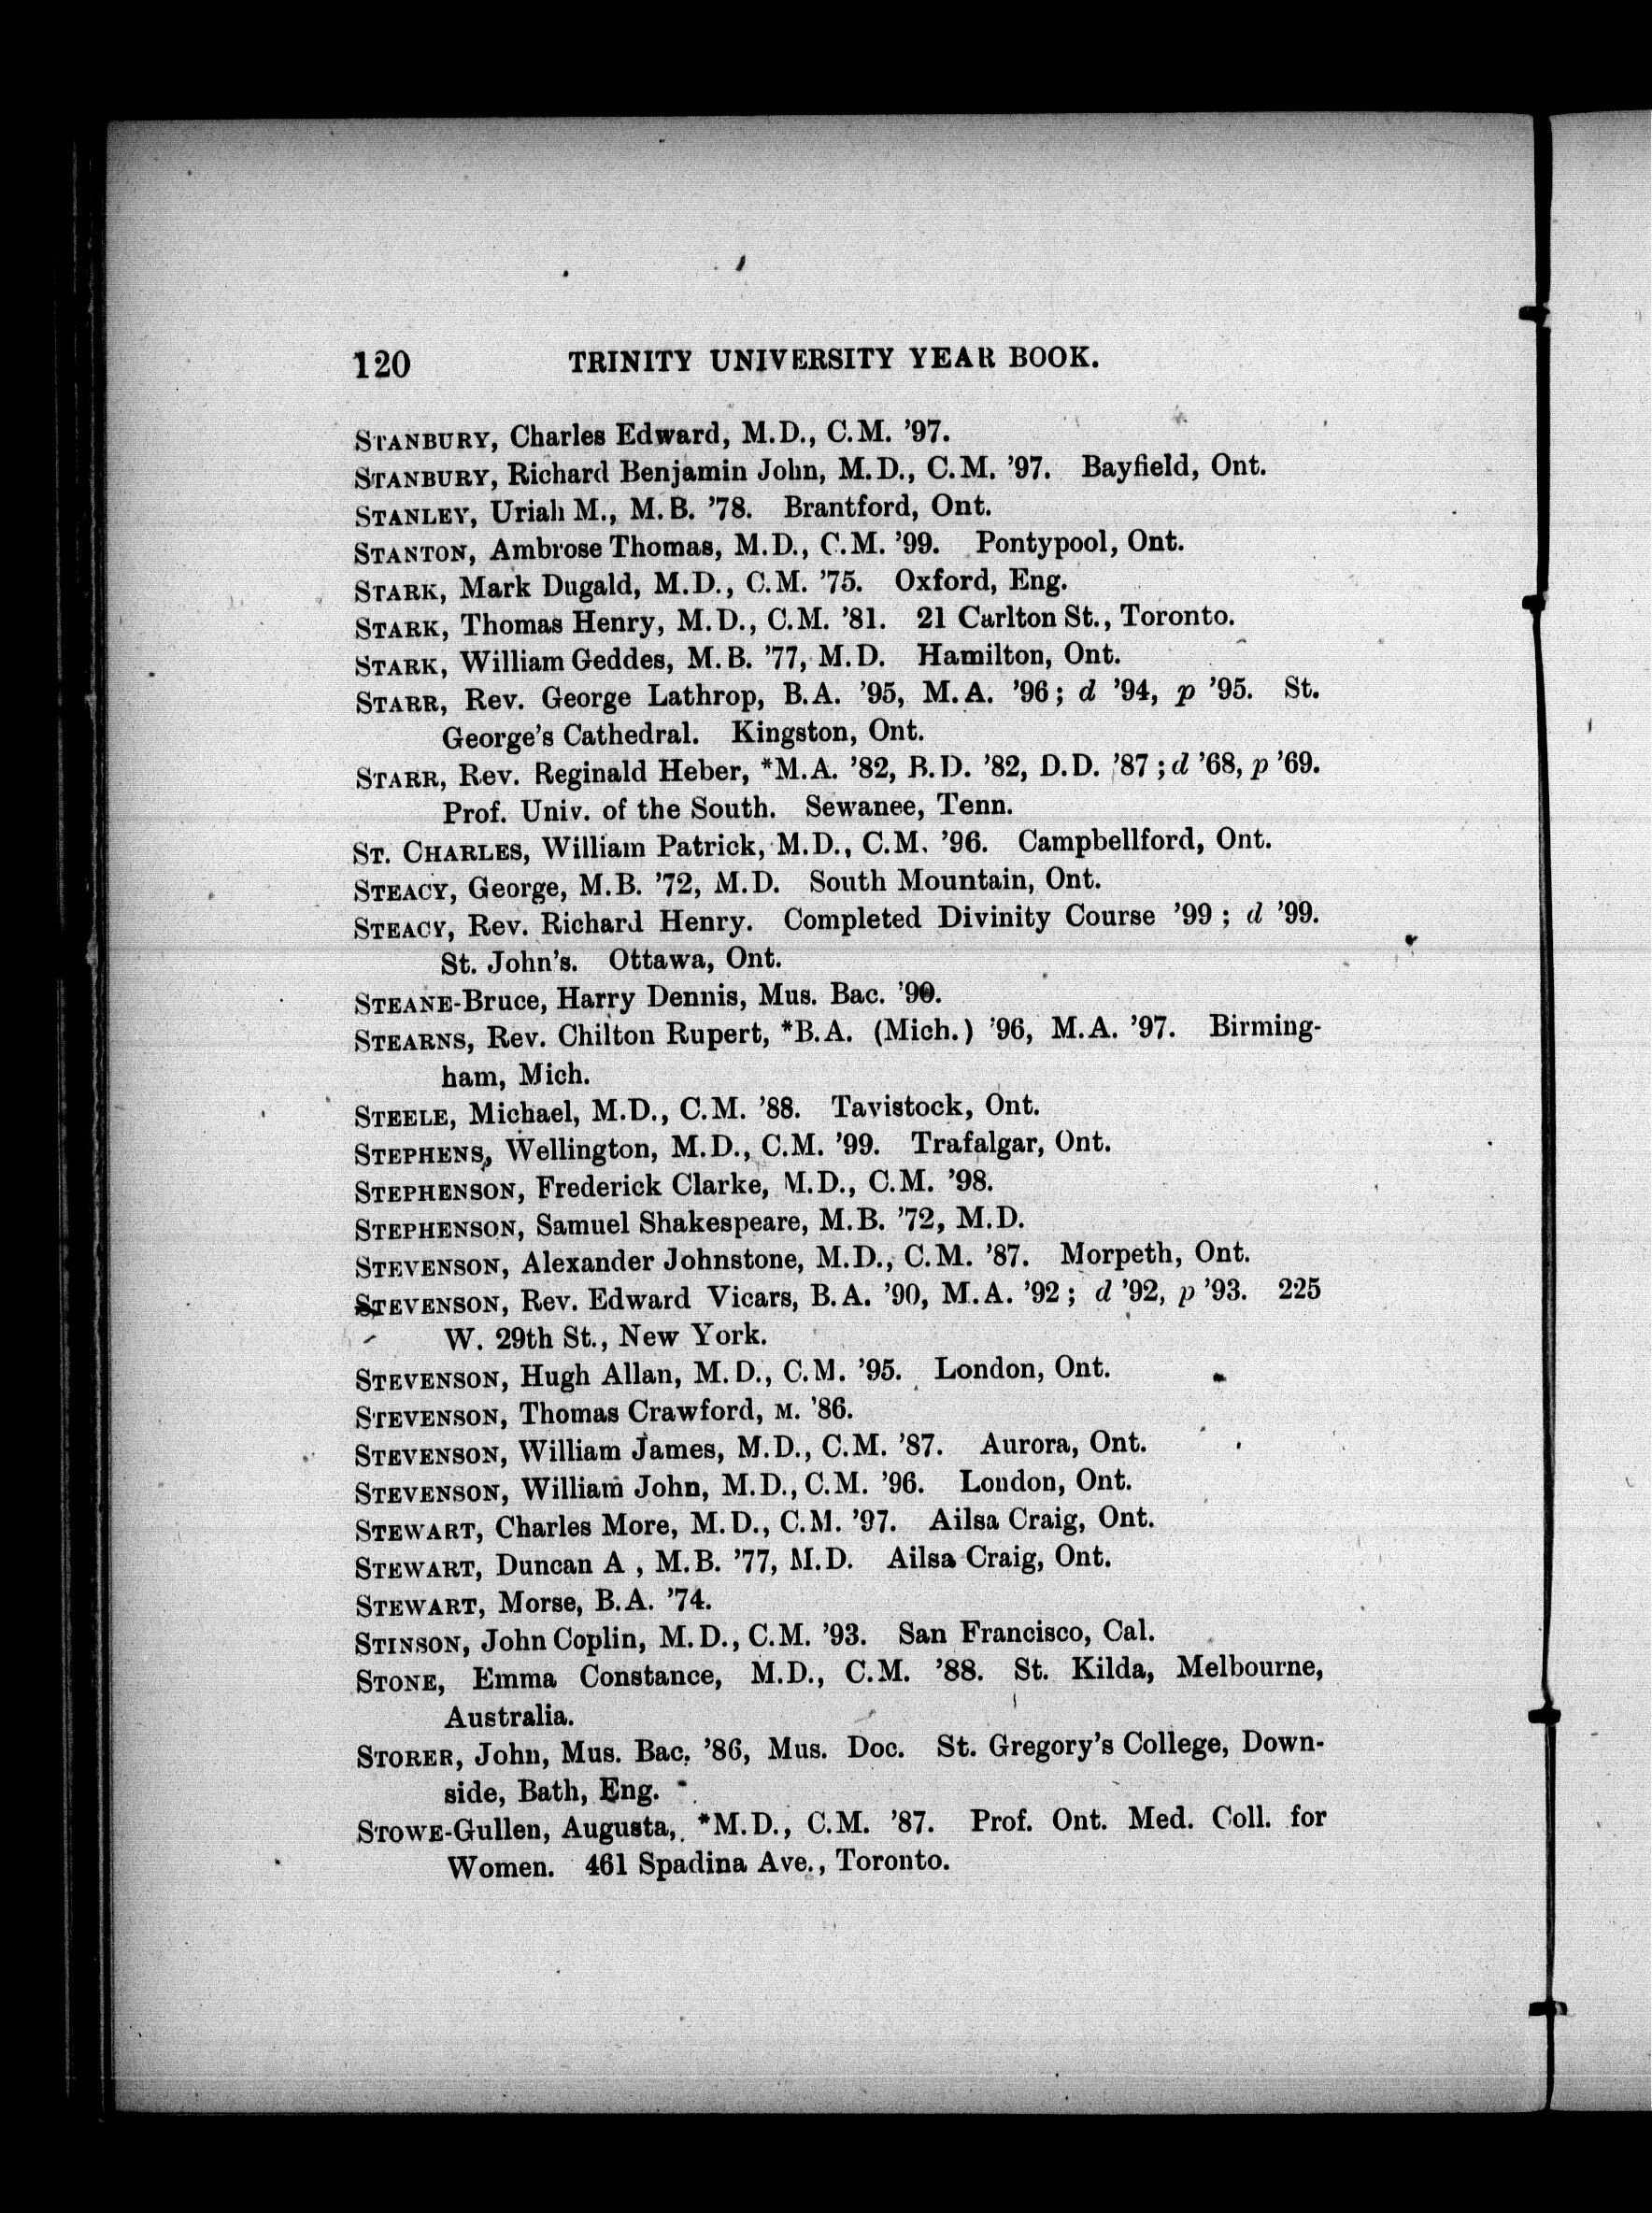 120 TRINITY UNIVERSITY YEAR BOOK.
STANBURY, Charles Edward, M.D., C.M. '97.
STANBURY, Richard Benjamin John, M.D., C.M. '97. Bayfield, Ont.
STANLEY, Uriah M., M.B. '78. Brantford, Ont.
STANTON, Ambrose Thomas, M.D., C.M. '99. Pontypool, Ont.
STARK, Mark Dugald, M.D., C.M. '75. Oxford, Eng.
STARK, Thomas Henry, M.D., C.M. '81. 21 Carlton St., Toronto.
STARK, William Geddes, M.B. '77, M.D. Hamilton, Ont.
STARR, Rev. George Lathrop, B.A. '95, M.A. '96; d '94, p '95. St.
George's Cathedral. Kingston, Ont.
STARR, Rev. Reginald Heber, *M.A. '82, B.D. '82, D.D. '87; d '68, p '69.
Prof. Univ. of the South. Sewanee, Tenn.
ST. CHARLES, William Patrick, M.D., C.M. '96. Campbellford, Ont.
STEACY, George, M.B. '72, M.D. South Mountain, Ont.
STEACY, Rev. Richard Henry. Completed Divinity Course '99; d '99.
St. John's. Ottawa, Ont.
STEANE-Bruce, Harry Dennis, Mus. Bac. '90.
STEARNS, Rev. Chilton Rupert, *B.A. (Mich.) '96, M.A. '97. Birming-
ham, Mich.
STEELE, Michael, M.D., C.M. '88. Tavistock, Ont.
STEPHENS, Wellington, M.D., C.M. '99. Trafalgar, Ont.
STEPHENSON, Frederick Clarke, M.D., C.M. '98.
STEPHENSON, Samuel Shakespeare, M.B. '72, M.D.
STEVENSON, Alexander Johnstone, M.D., C.M. '87. Morpeth, Ont.
STEVENSON, Rev. Edward Vicars, B.A. '90, M.A. '92; d '92, p '93. 225
W. 29th St., New York.
STEVENSON, Hugh Allan, M.D., C.M. '95. London, Ont.
STEVENSON, Thomas Crawford, M. '86.
STEVENSON, William James, M.D., C.M. '87. Aurora, Ont.
STEVENSON, William John, M.D., C.M. '96. London, Ont.
STEWART, Charles More, M.D., C.M. '97. Ailsa Craig, Ont.
STEWART, Duncan A , M.B. '77, M.D. Ailsa Craig, Ont.
STEWART, Morse, B.A. '74.
STINSON, John Coplin, M.D., C.M. '93. San Francisco, Cal.
STONE, Emma Constance, M.D., C.M. '88. St. Kilda, Melbourne,
Australia.
STORER, John, Mus. Bac. '86, Mus. Doc. St. Gregory's College, Down-
side, Bath, Eng.
STOWE-Gullen, Augusta, *M.D., C.M. '87. Prof. Ont. Med. Coll. for
Women. 461 Spadina Ave., Toronto.